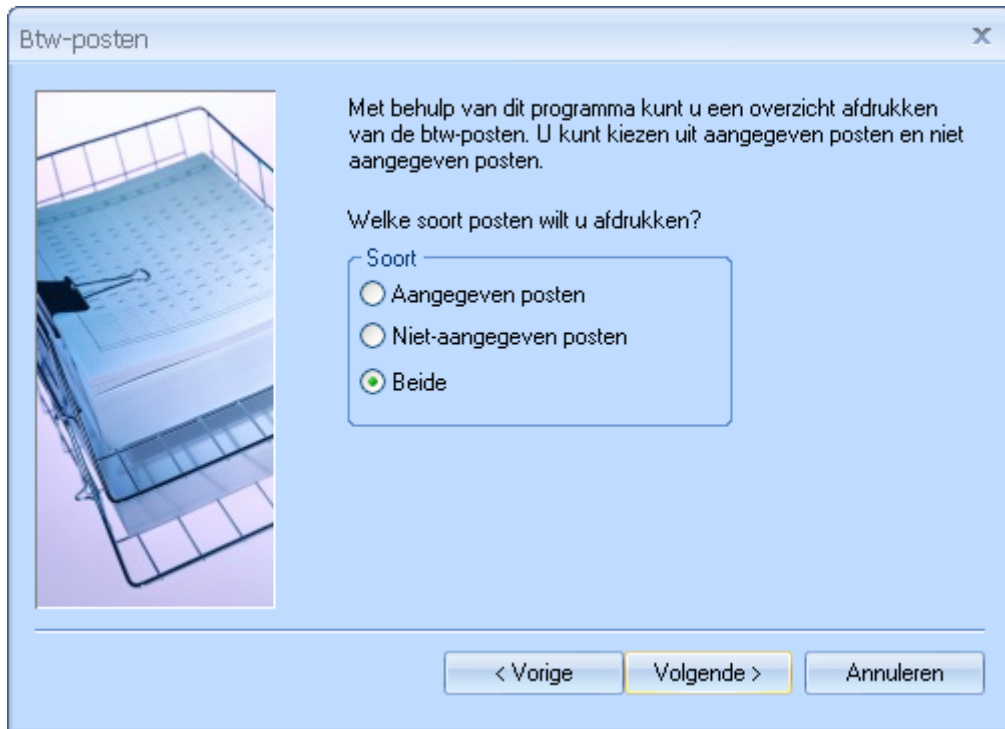 Btw-posten
Met behulp van dit programma kunt u een overzicht afdrukken
van de btw-posten. U kunt kiezen uit aangegeven posten en niet
aangegeven posten.
Welke soort posten wilt u afdrukken?
Soort
Aangegeven posten
Niet-aangegeven posten
Beide
< Vorige
Volgende >
Annuleren